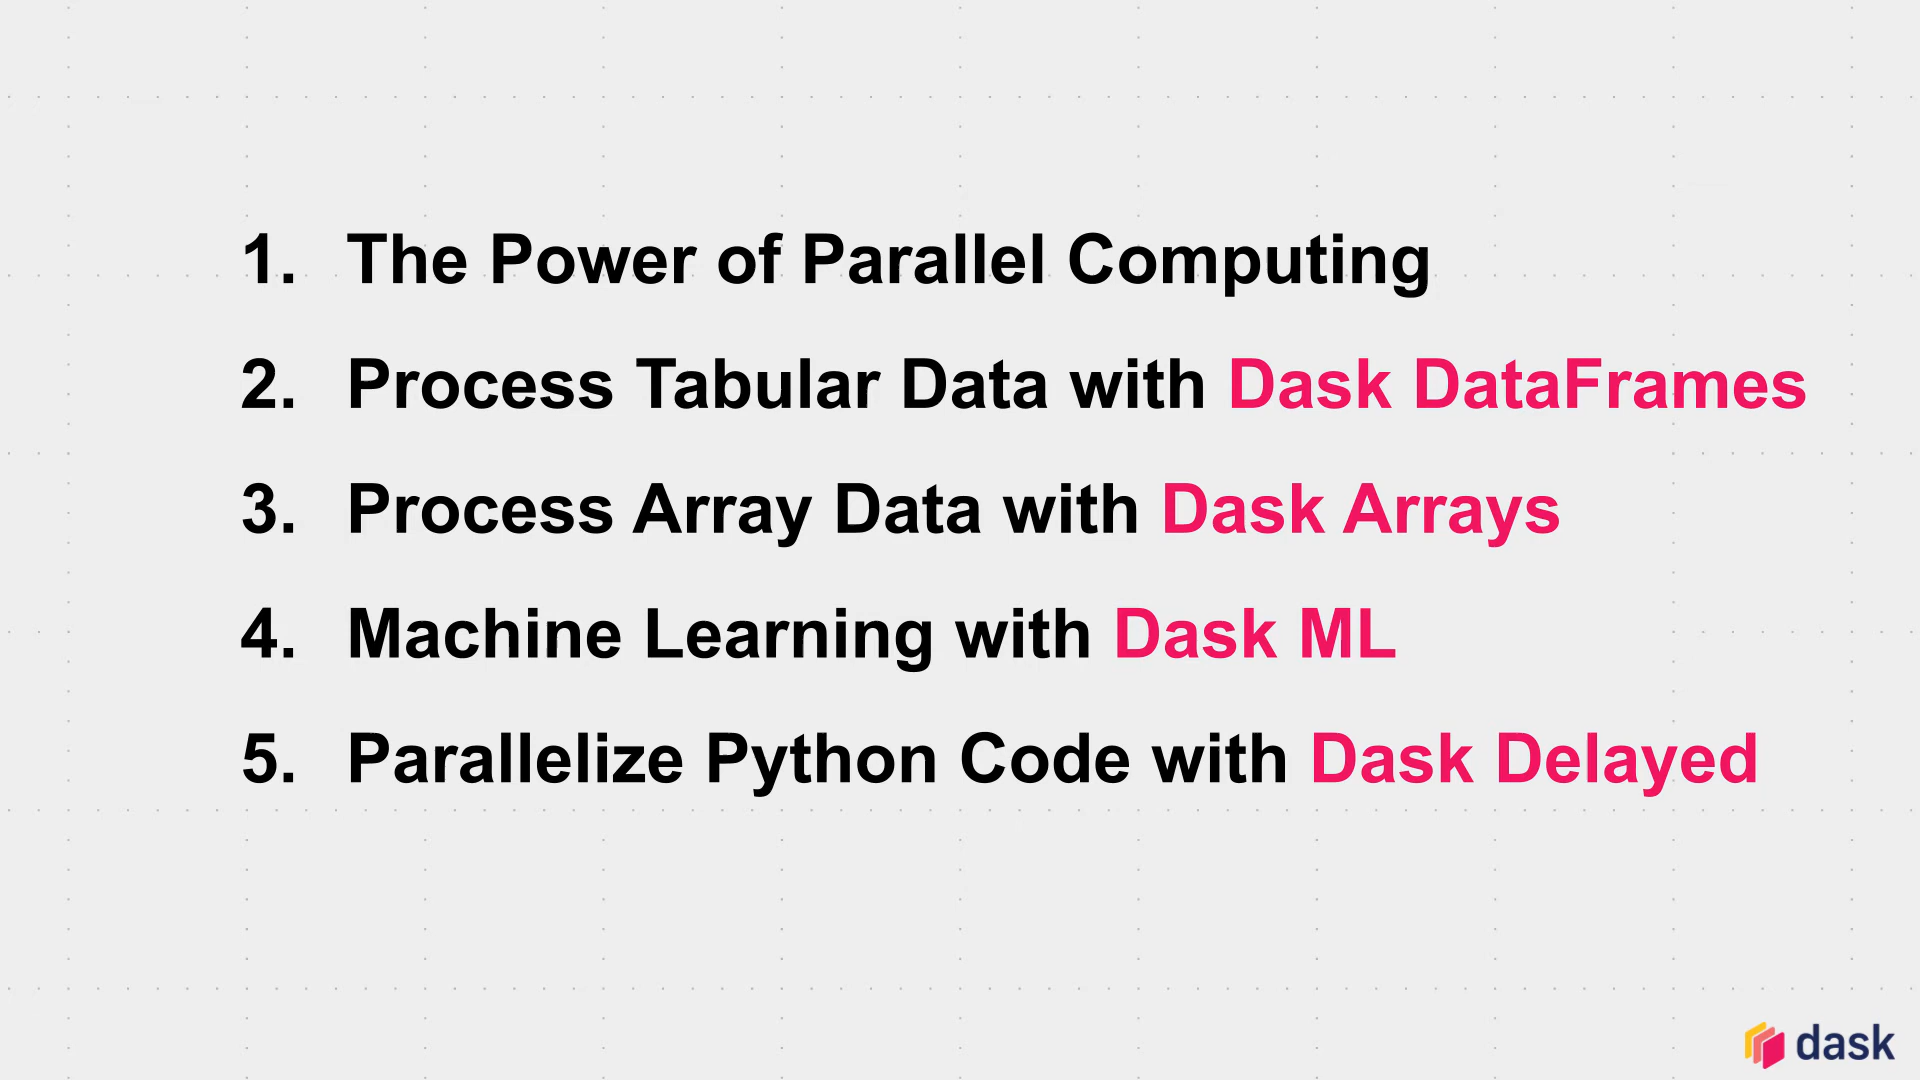 1. The Power of Parallel Computing
2. Process Tabular Data with Dask DataFrames
3. Process Array Data with Dask Arrays
4. Machine Learning with Dask ML
5. Parallelize Python Code with Dask Delayed
dask